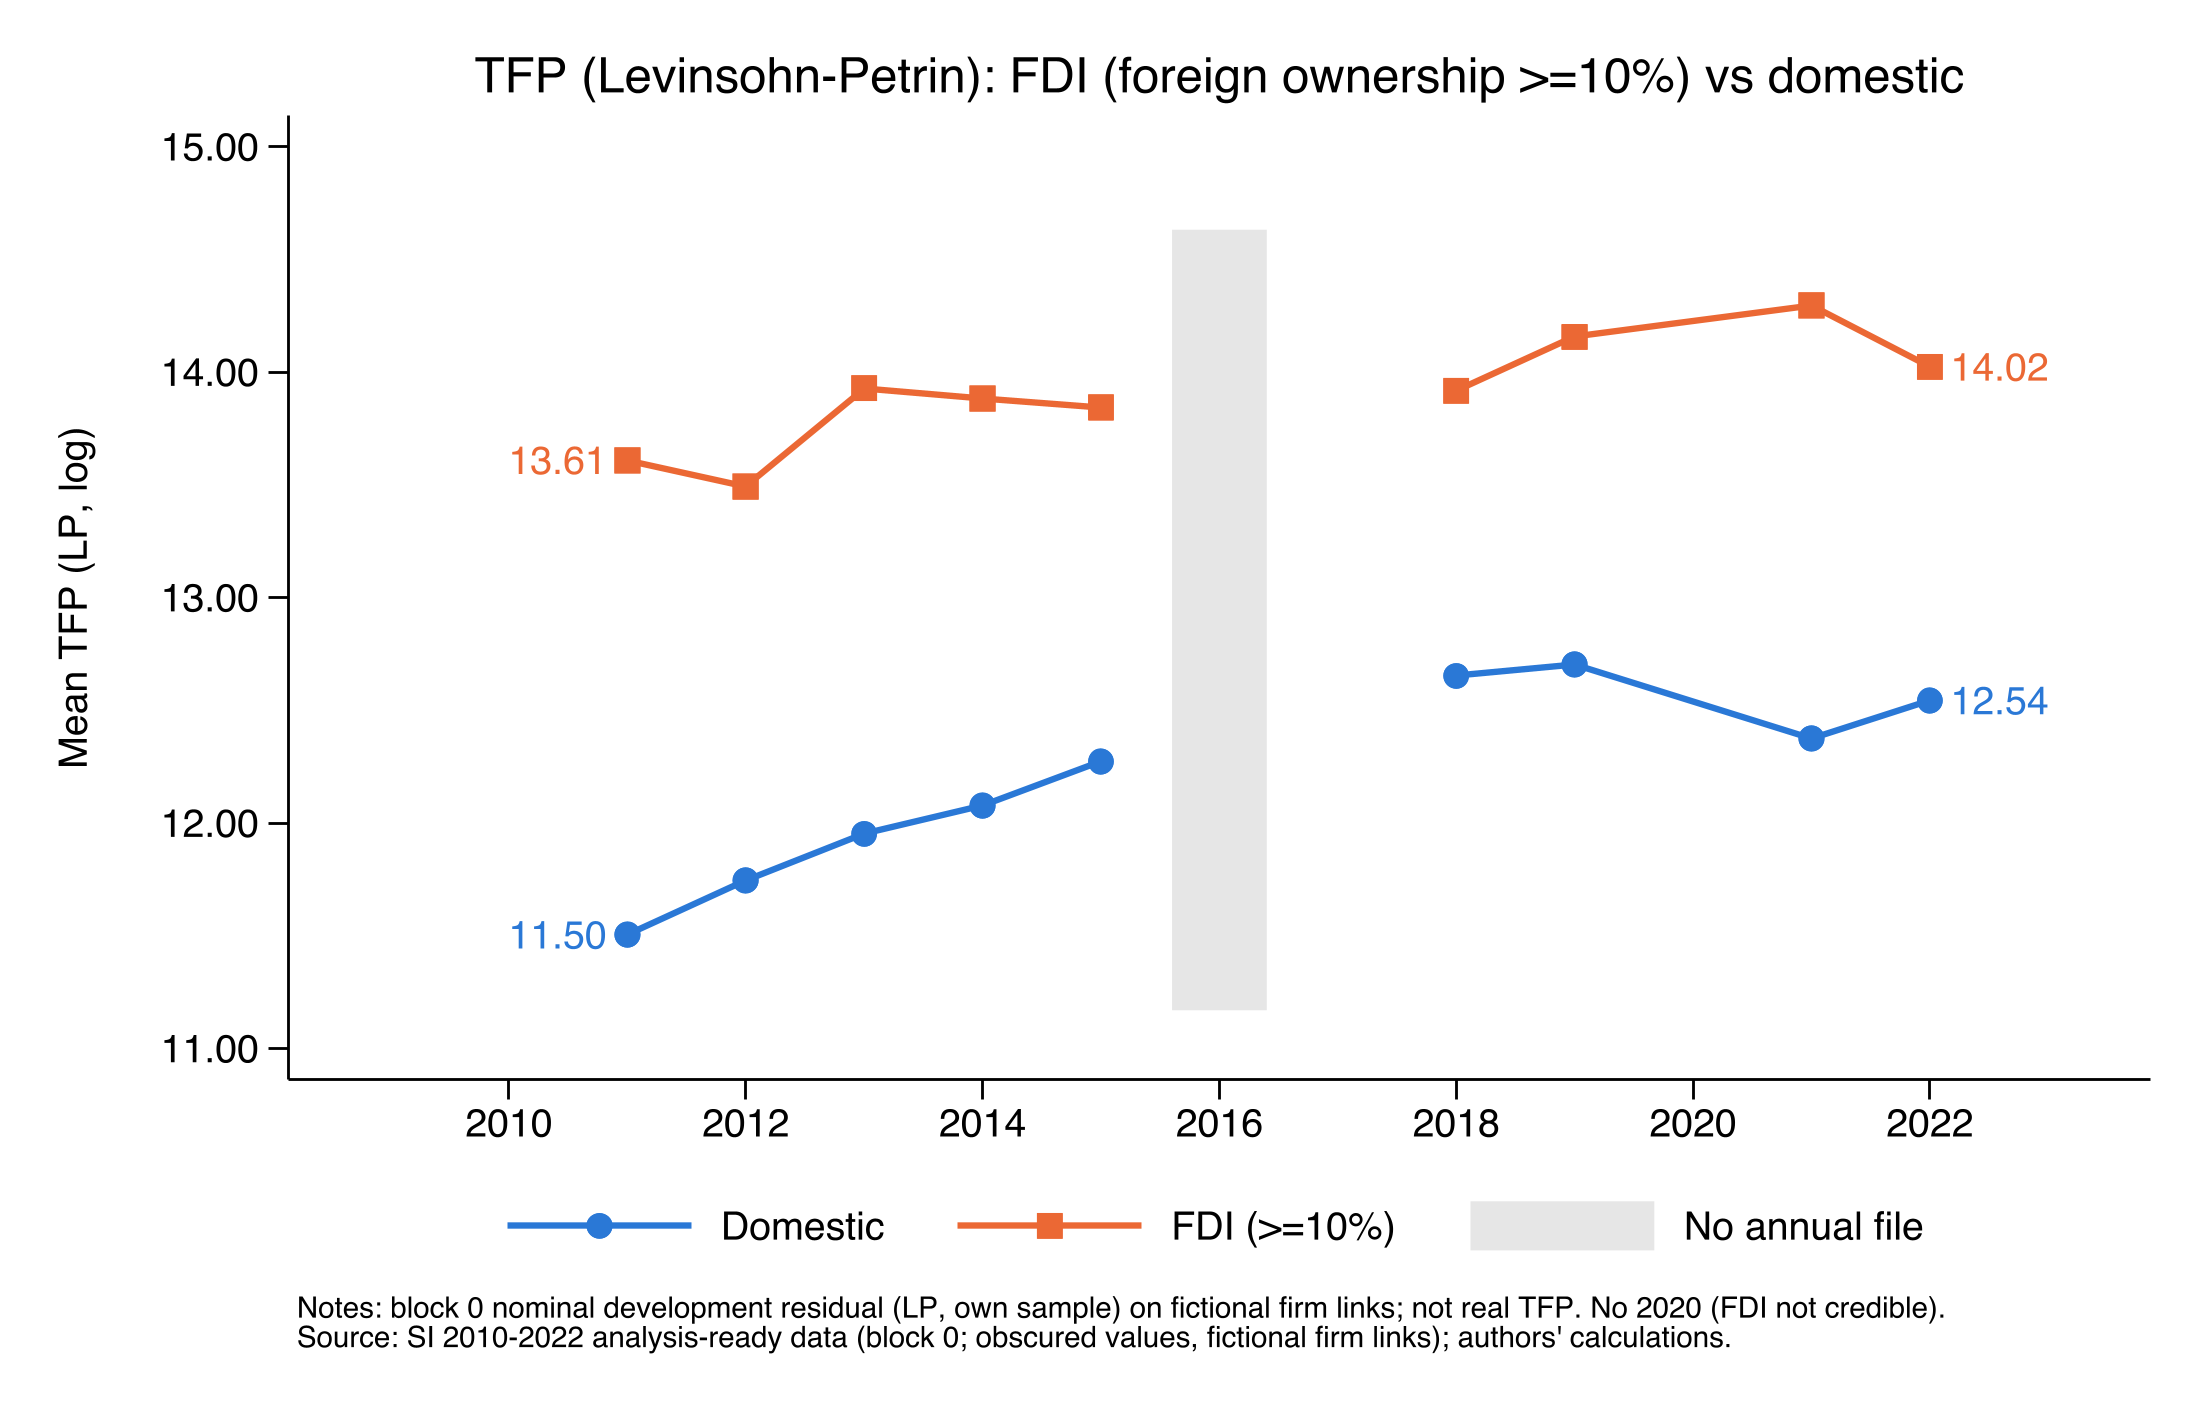 TFP (Levinsohn-Petrin): FDI (foreign ownership >=10%) vs domestic
Mean TFP (LP, log)
15.00
14.00
13.00
12.00
11.00
13.61
11.50
14.02
12.54
2010 2012 2014 2016 2018 2020 2022
Domestic FDI (>=10%) No annual file
Notes: block 0 nominal development residual (LP, own sample) on fictional firm links; not real TFP. No 2020 (FDI not credible).
Source: SI 2010-2022 analysis-ready data (block 0; obscured values, fictional firm links); authors' calculations.